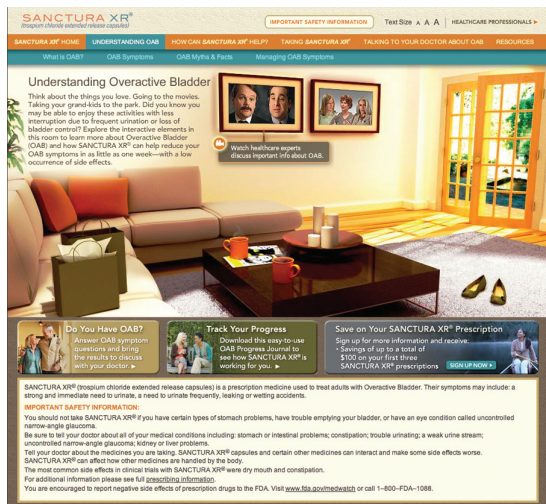 SANCTURA XR®
(trospium chloride extended release capsules)
IMPORTANT SAFETY INFORMATION
Text Size A A A
HEALTHCARE PROFESSIONALS ▶
SANCTURA XR® HOME
UNDERSTANDING OAB
HOW CAN SANCTURA XR® HELP?
TAKING SANCTURA XR®
TALKING TO YOUR DOCTOR ABOUT OAB
RESOURCES
What is OAB?
OAB Symptoms
OAB Myths & Facts
Managing OAB Symptoms
Understanding Overactive Bladder
Think about the things you love. Going to the movies.
Taking your grand-kids to the park. Did you know you
may be able to enjoy these activities with less
interruption due to frequent urination or loss of
bladder control? Explore the interactive elements in
this room to learn more about Overactive Bladder
(OAB) and how SANCTURA XR® can help reduce your
OAB symptoms in as little as one week—with a low
occurrence of side effects.
Watch healthcare experts
discuss important info about OAB.
Do You Have OAB?
Answer OAB symptom
questions and bring
the results to discuss
with your doctor. ▶
Track Your Progress
Download this easy-to-use
OAB Progress Journal to
see how SANCTURA XR® is
working for you. ▶
Save on Your SANCTURA XR® Prescription
Sign up for more information and receive:
• Savings of up to a total of
$100 on your first three
SANCTURA XR® prescriptions
SIGN UP NOW ▶
SANCTURA XR® (trospium chloride extended release capsules) is a prescription medicine used to treat adults with Overactive Bladder. Their symptoms may include: a
strong and immediate need to urinate, a need to urinate frequently, leaking or wetting accidents.
IMPORTANT SAFETY INFORMATION:
You should not take SANCTURA XR® if you have certain types of stomach problems, have trouble emptying your bladder, or have an eye condition called uncontrolled
narrow-angle glaucoma.
Be sure to tell your doctor about all of your medical conditions including: stomach or intestinal problems; constipation; trouble urinating; a weak urine stream;
uncontrolled narrow-angle glaucoma; kidney or liver problems.
Tell your doctor about the medicines you are taking. SANCTURA XR® capsules and certain other medicines can interact and make some side effects worse.
SANCTURA XR® can affect how other medicines are handled by the body.
The most common side effects in clinical trials with SANCTURA XR® were dry mouth and constipation.
For additional information please see full prescribing information.
You are encouraged to report negative side effects of prescription drugs to the FDA. Visit www.fda.gov/medwatch or call 1-800-FDA-1088.